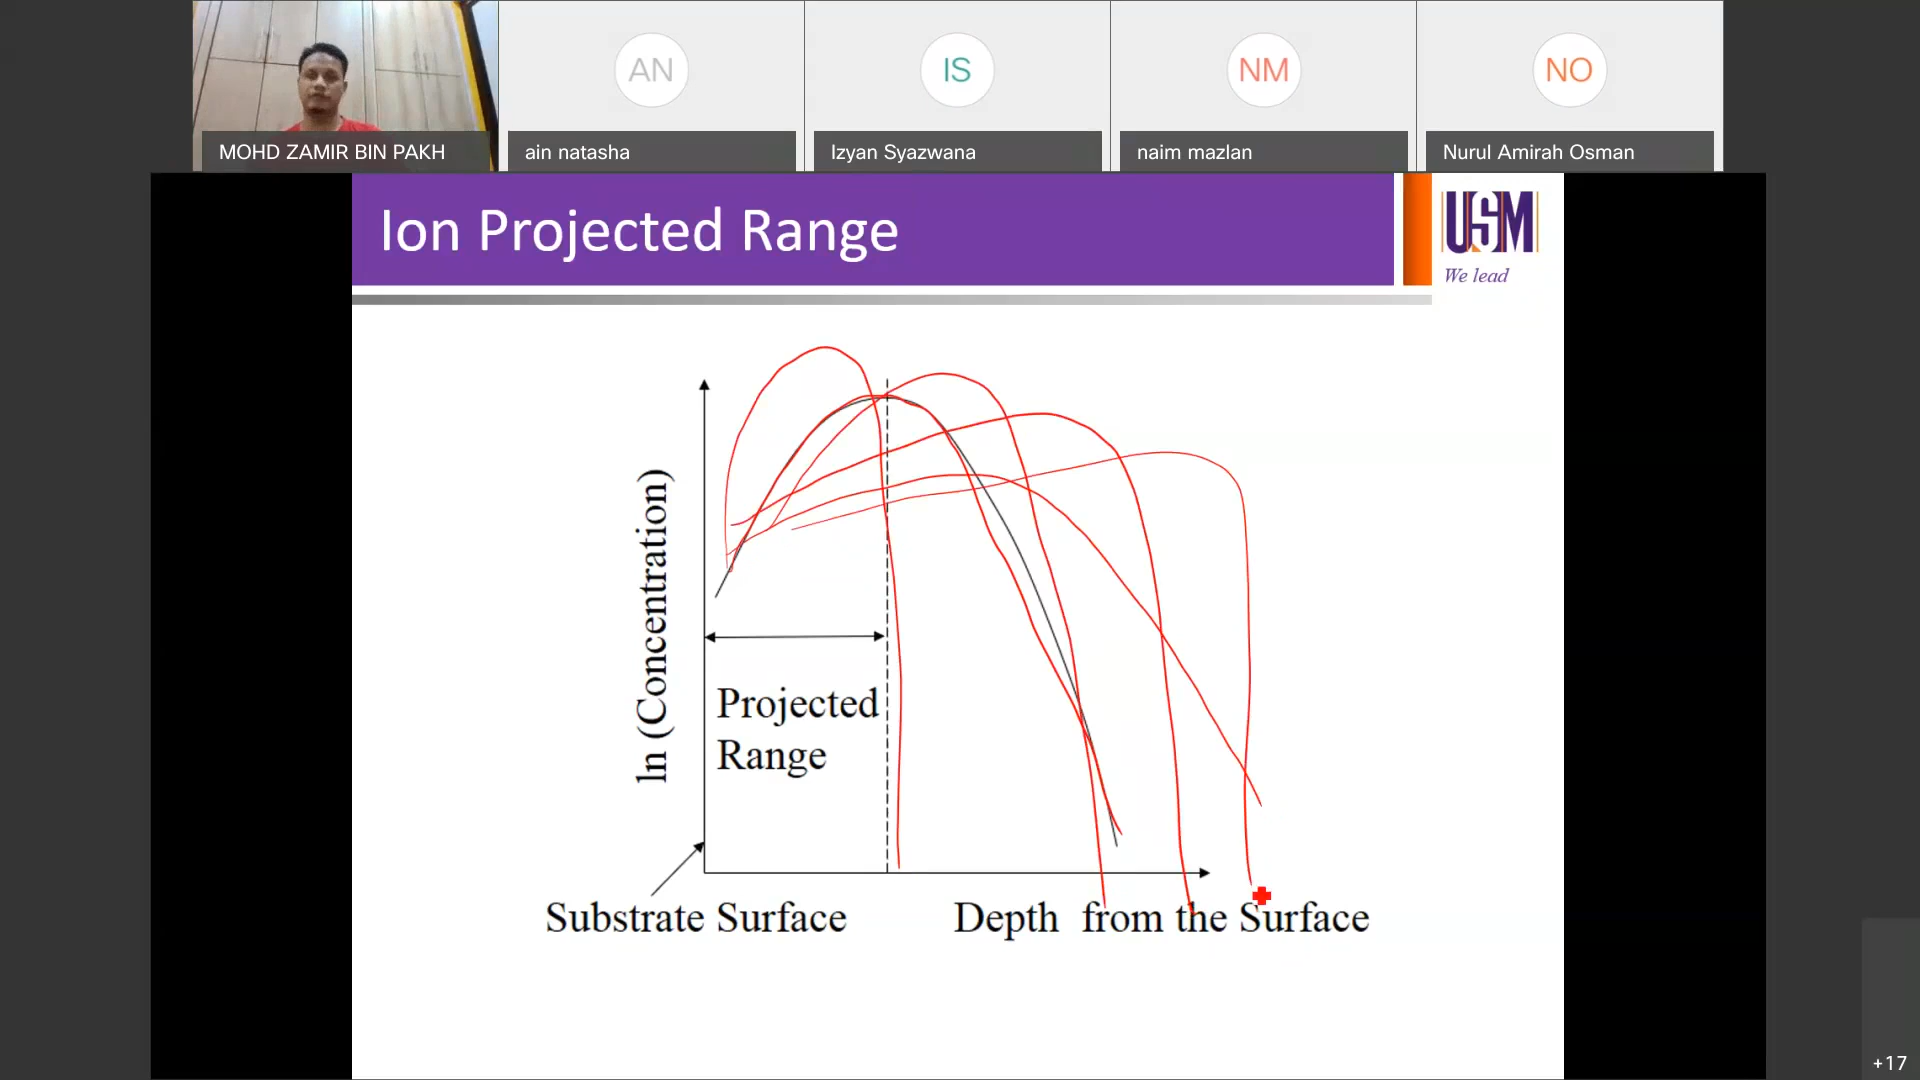 AN
IS
NM
NO
MOHD ZAMIR BIN PAKH
ain natasha
Izyan Syazwana
naim mazlan
Nurul Amirah Osman
Ion Projected Range
USM
We lead
ln (Concentration)
Projected
Range
Substrate Surface
Depth from the Surface
+17